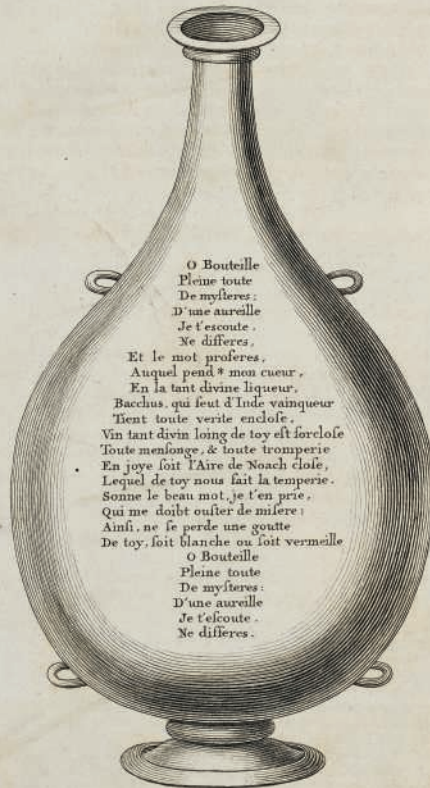 O Bouteille
Pleine toute
De myſteres:
D'une aureille
Je t'eſcoute.
Ne differes,
Et le mot proferes,
Auquel pend * mon cueur,
En la tant divine liqueur,
Bacchus, qui feut d'Inde vainqueur
Tient toute verite encloſe,
Vin tant divin loing de toy eſt forcloſe
Toute menſonge, & toute tromperie
En joye ſoit l'Aire de Noach cloſe,
Lequel de toy nous fait la temperie.
Sonne le beau mot, je t'en prie,
Qui me doibt ouſter de miſere:
Ainſi, ne ſe perde une goutte
De toy, ſoit blanche ou ſoit vermeille
O Bouteille
Pleine toute
De myſteres:
D'une aureille
Je t'eſcoute.
Ne differes.